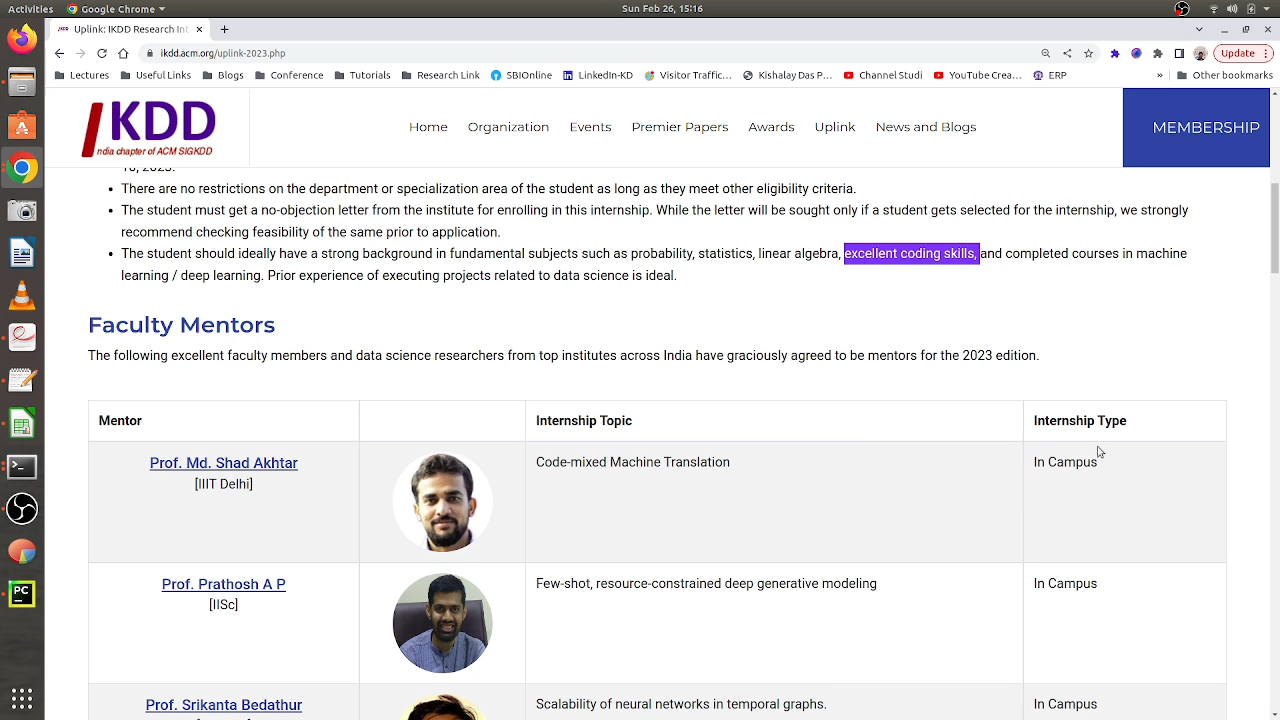 Activities Google Chrome Sun Feb 26, 15:16
Uplink: IKDD Research Int
ikdd.acm.org/uplink-2023.php Update
Lectures Useful Links Blogs Conference Tutorials Research Link SBIOnline LinkedIn-KD Visitor Traffic... Kishalay Das P... Channel Studi YouTube Crea... ERP » Other bookmarks
IKDD
India chapter of ACM SIGKDD
Home Organization Events Premier Papers Awards Uplink News and Blogs MEMBERSHIP
10, 2023.
• There are no restrictions on the department or specialization area of the student as long as they meet other eligibility criteria.
• The student must get a no-objection letter from the institute for enrolling in this internship. While the letter will be sought only if a student gets selected for the internship, we strongly
recommend checking feasibility of the same prior to application.
• The student should ideally have a strong background in fundamental subjects such as probability, statistics, linear algebra, excellent coding skills, and completed courses in machine
learning / deep learning. Prior experience of executing projects related to data science is ideal.
Faculty Mentors
The following excellent faculty members and data science researchers from top institutes across India have graciously agreed to be mentors for the 2023 edition.
Mentor Internship Topic Internship Type
Prof. Md. Shad Akhtar Code-mixed Machine Translation In Campus
[IIIT Delhi]
Prof. Prathosh A P Few-shot, resource-constrained deep generative modeling In Campus
[IISc]
Prof. Srikanta Bedathur Scalability of neural networks in temporal graphs. In Campus
PC